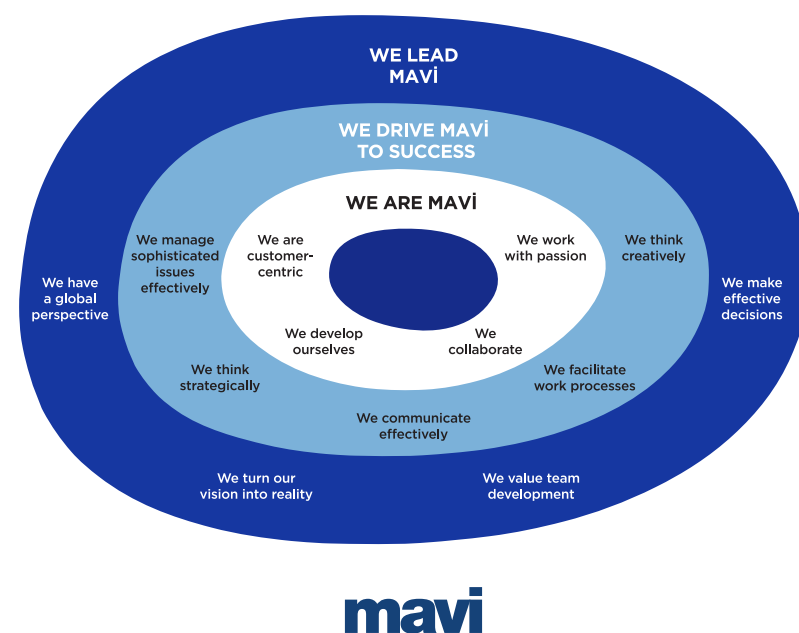 WE LEAD
MAVİ
WE DRIVE MAVİ
TO SUCCESS
WE ARE MAVİ
We manage
sophisticated
issues
effectively
We are
customer-
centric
We work
with passion
We think
creatively
We have
a global
perspective
We make
effective
decisions
We develop
ourselves
We
collaborate
We think
strategically
We facilitate
work processes
We communicate
effectively
We turn our
vision into reality
We value team
development
mavi